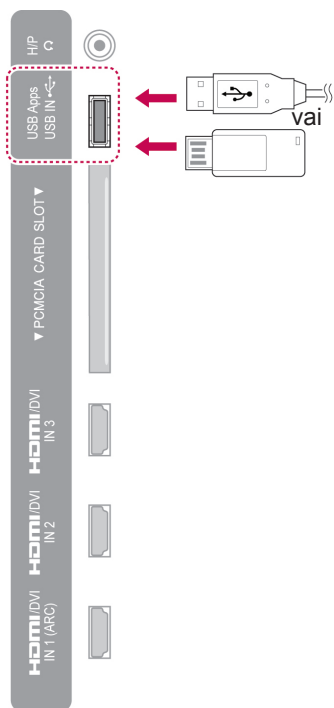 H/P
USB Apps
USB IN
vai
▼ PCMCIA CARD SLOT ▼
HDMI/DVI
IN 3
HDMI/DVI
IN 2
HDMI/DVI
IN 1 (ARC)